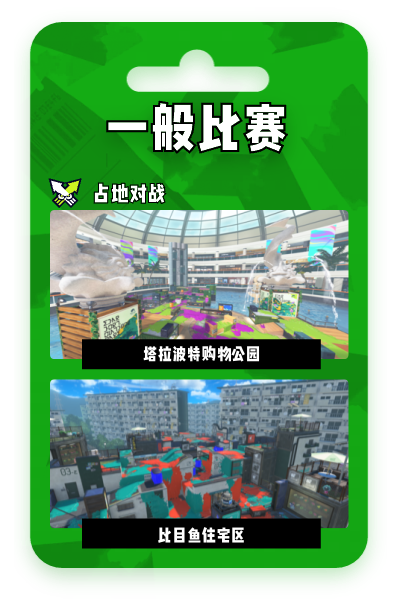 一般比赛
占地对战
塔拉波特购物公园
比目鱼住宅区